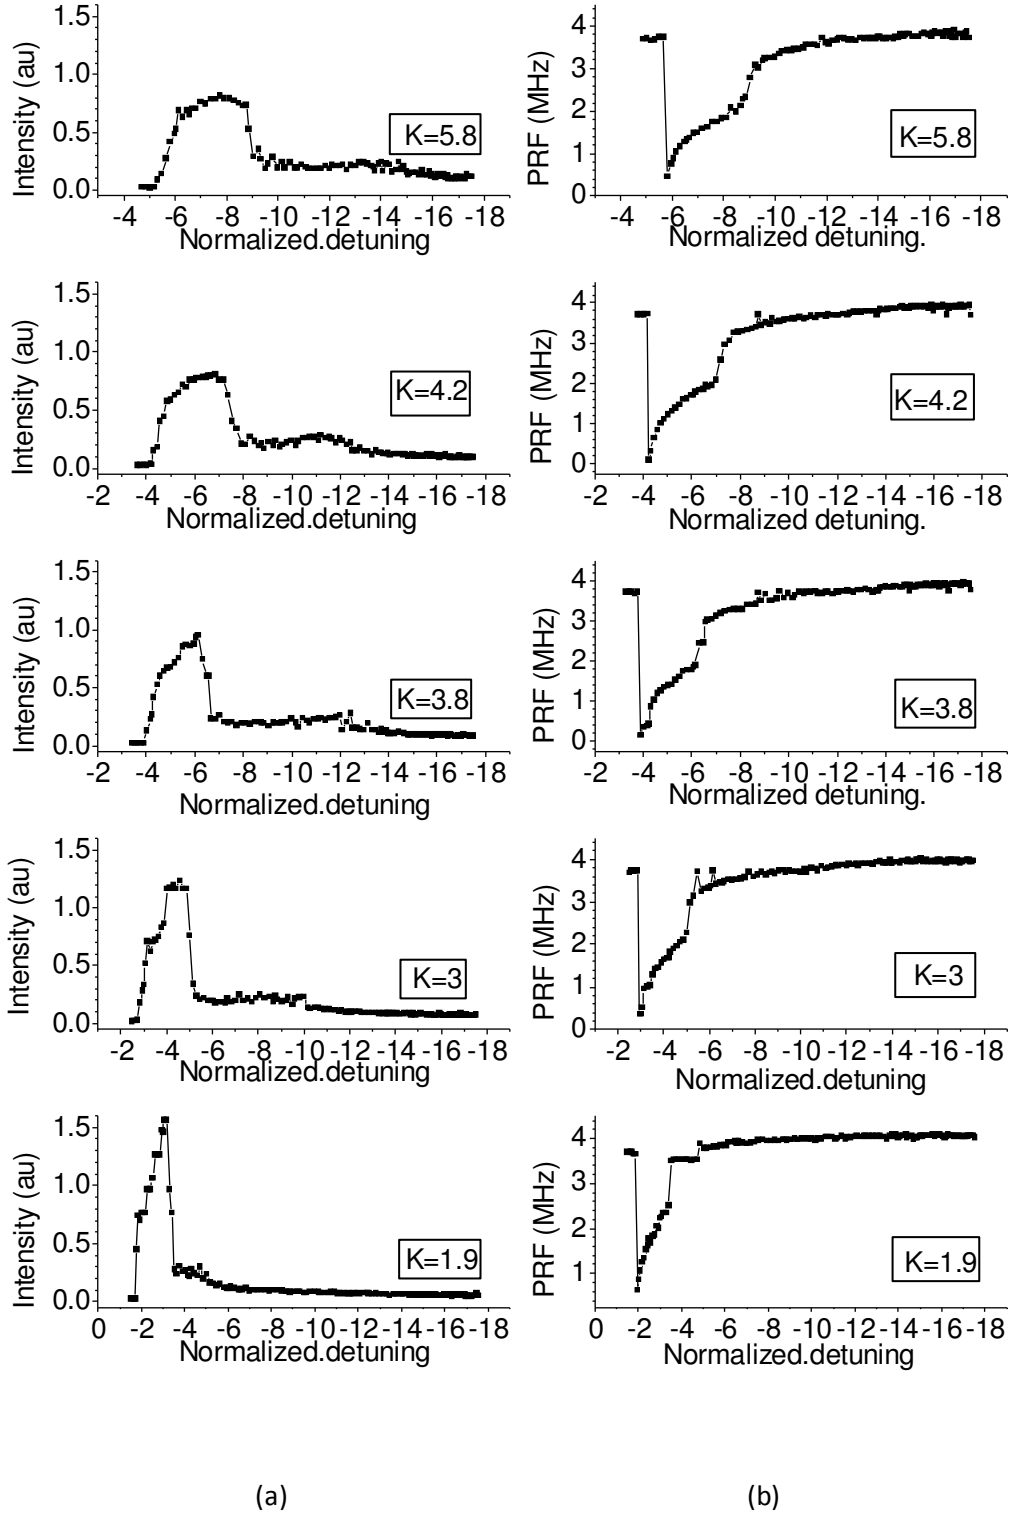 1.5
1.0
0.5
0.0
Intensity (au)
-4 -6 -8 -10 -12 -14 -16 -18
Normalized.detuning
K=5.8
4
3
2
1
0
PRF (MHz)
-4 -6 -8 -10 -12 -14 -16 -18
Normalized detuning.
K=5.8
1.5
1.0
0.5
0.0
Intensity (au)
-2 -4 -6 -8 -10 -12 -14 -16 -18
Normalized.detuning
K=4.2
4
3
2
1
0
PRF (MHz)
-2 -4 -6 -8 -10 -12 -14 -16 -18
Normalized detuning.
K=4.2
1.5
1.0
0.5
0.0
Intensity (au)
-2 -4 -6 -8 -10 -12 -14 -16 -18
Normalized.detuning
K=3.8
4
3
2
1
0
PRF (MHz)
-2 -4 -6 -8 -10 -12 -14 -16 -18
Normalized detuning.
K=3.8
1.5
1.0
0.5
0.0
Intensity (au)
-2 -4 -6 -8 -10 -12 -14 -16 -18
Normalized.detuning
K=3
4
3
2
1
0
PRF (MHz)
-2 -4 -6 -8 -10 -12 -14 -16 -18
Normalized.detuning
K=3
1.5
1.0
0.5
0.0
Intensity (au)
0 -2 -4 -6 -8 -10 -12 -14 -16 -18
Normalized.detuning
K=1.9
4
3
2
1
PRF (MHz)
0 -2 -4 -6 -8 -10 -12 -14 -16 -18
Normalized.detuning
K=1.9
(a)
(b)